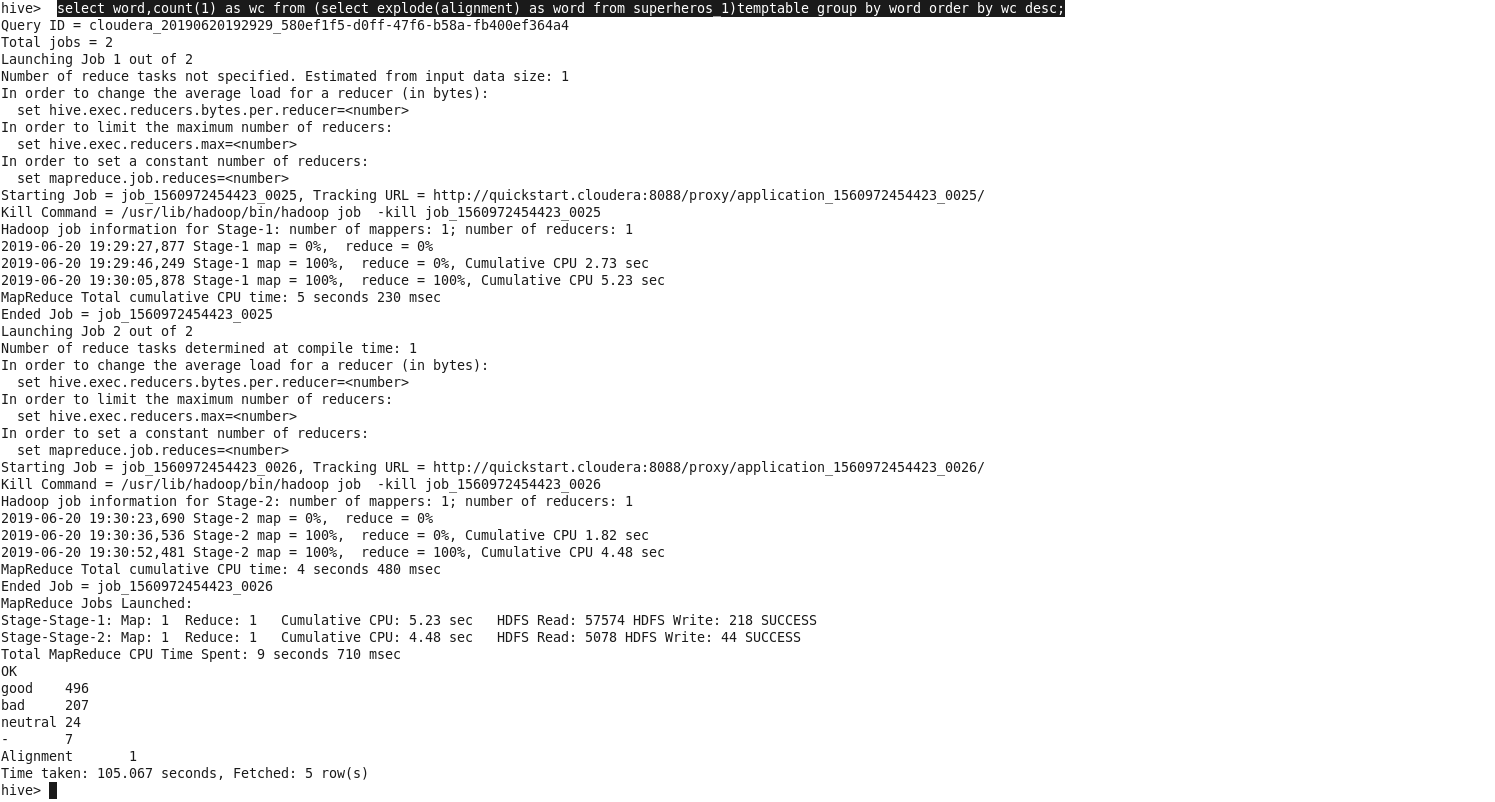 hive>  select word,count(1) as wc from (select explode(alignment) as word from superheros_1)temptable group by word order by wc desc;
Query ID = cloudera_20190620192929_580ef1f5-d0ff-47f6-b58a-fb400ef364a4
Total jobs = 2
Launching Job 1 out of 2
Number of reduce tasks not specified. Estimated from input data size: 1
In order to change the average load for a reducer (in bytes):
  set hive.exec.reducers.bytes.per.reducer=<number>
In order to limit the maximum number of reducers:
  set hive.exec.reducers.max=<number>
In order to set a constant number of reducers:
  set mapreduce.job.reduces=<number>
Starting Job = job_1560972454423_0025, Tracking URL = http://quickstart.cloudera:8088/proxy/application_1560972454423_0025/
Kill Command = /usr/lib/hadoop/bin/hadoop job  -kill job_1560972454423_0025
Hadoop job information for Stage-1: number of mappers: 1; number of reducers: 1
2019-06-20 19:29:27,877 Stage-1 map = 0%,  reduce = 0%
2019-06-20 19:29:46,249 Stage-1 map = 100%,  reduce = 0%, Cumulative CPU 2.73 sec
2019-06-20 19:30:05,878 Stage-1 map = 100%,  reduce = 100%, Cumulative CPU 5.23 sec
MapReduce Total cumulative CPU time: 5 seconds 230 msec
Ended Job = job_1560972454423_0025
Launching Job 2 out of 2
Number of reduce tasks determined at compile time: 1
In order to change the average load for a reducer (in bytes):
  set hive.exec.reducers.bytes.per.reducer=<number>
In order to limit the maximum number of reducers:
  set hive.exec.reducers.max=<number>
In order to set a constant number of reducers:
  set mapreduce.job.reduces=<number>
Starting Job = job_1560972454423_0026, Tracking URL = http://quickstart.cloudera:8088/proxy/application_1560972454423_0026/
Kill Command = /usr/lib/hadoop/bin/hadoop job  -kill job_1560972454423_0026
Hadoop job information for Stage-2: number of mappers: 1; number of reducers: 1
2019-06-20 19:30:23,690 Stage-2 map = 0%,  reduce = 0%
2019-06-20 19:30:36,536 Stage-2 map = 100%,  reduce = 0%, Cumulative CPU 1.82 sec
2019-06-20 19:30:52,481 Stage-2 map = 100%,  reduce = 100%, Cumulative CPU 4.48 sec
MapReduce Total cumulative CPU time: 4 seconds 480 msec
Ended Job = job_1560972454423_0026
MapReduce Jobs Launched:
Stage-Stage-1: Map: 1  Reduce: 1   Cumulative CPU: 5.23 sec   HDFS Read: 57574 HDFS Write: 218 SUCCESS
Stage-Stage-2: Map: 1  Reduce: 1   Cumulative CPU: 4.48 sec   HDFS Read: 5078 HDFS Write: 44 SUCCESS
Total MapReduce CPU Time Spent: 9 seconds 710 msec
OK
good    496
bad     207
neutral 24
-       7
Alignment       1
Time taken: 105.067 seconds, Fetched: 5 row(s)
hive>